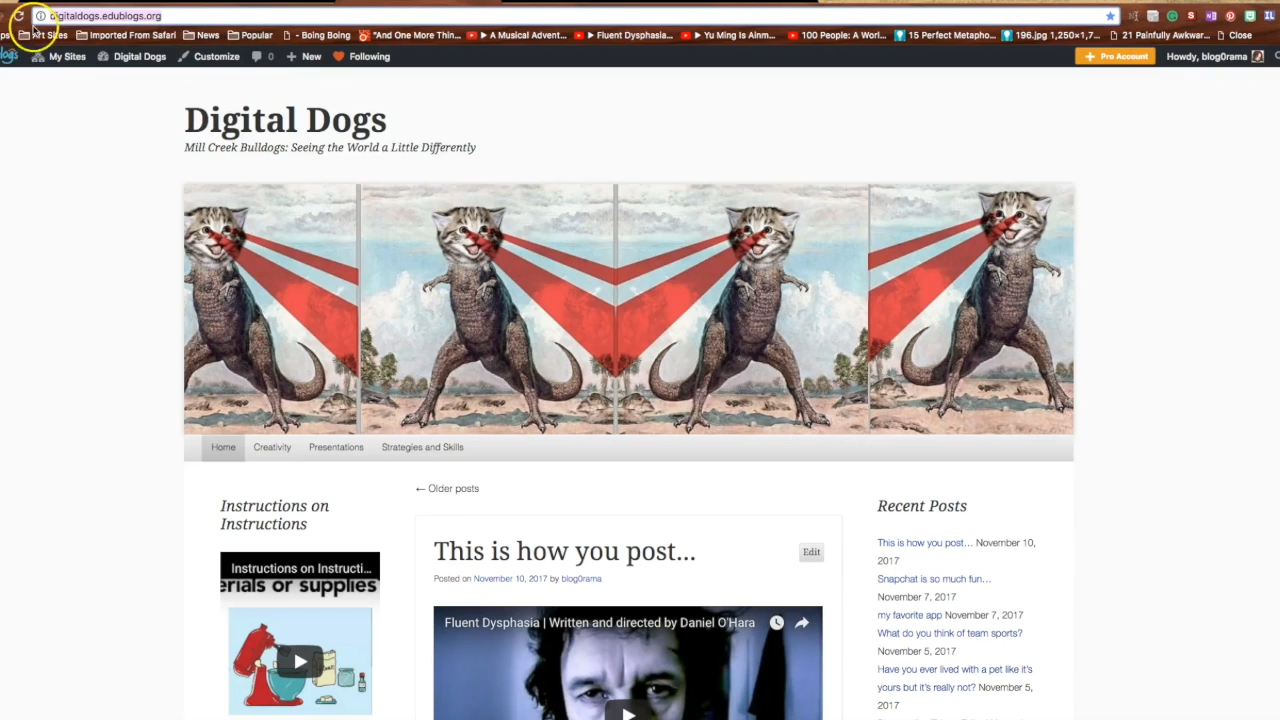 digitaldogs.edublogs.org
Sites Imported From Safari News Popular - Boing Boing "And One More Thin... A Musical Advent... Fluent Dysphasia... Yu Ming Is Ainm... 100 People: A Worl... 15 Perfect Metapho... 196.jpg 1,250×1,7... 21 Painfully Awkwar... Close
My Sites Digital Dogs Customize 0 New Following Pro Account Howdy, blog0rama
Digital Dogs
Mill Creek Bulldogs: Seeing the World a Little Differently
Home Creativity Presentations Strategies and Skills
← Older posts
Instructions on
Instructions
Instructions on Instructi...
erials or supplies
This is how you post...
Edit
Posted on November 10, 2017 by blog0rama
Fluent Dysphasia | Written and directed by Daniel O'Hara
Recent Posts
This is how you post... November 10,
2017
Snapchat is so much fun...
November 7, 2017
my favorite app November 7, 2017
What do you think of team sports?
November 5, 2017
Have you ever lived with a pet like it's
yours but it's really not? November 5,
2017